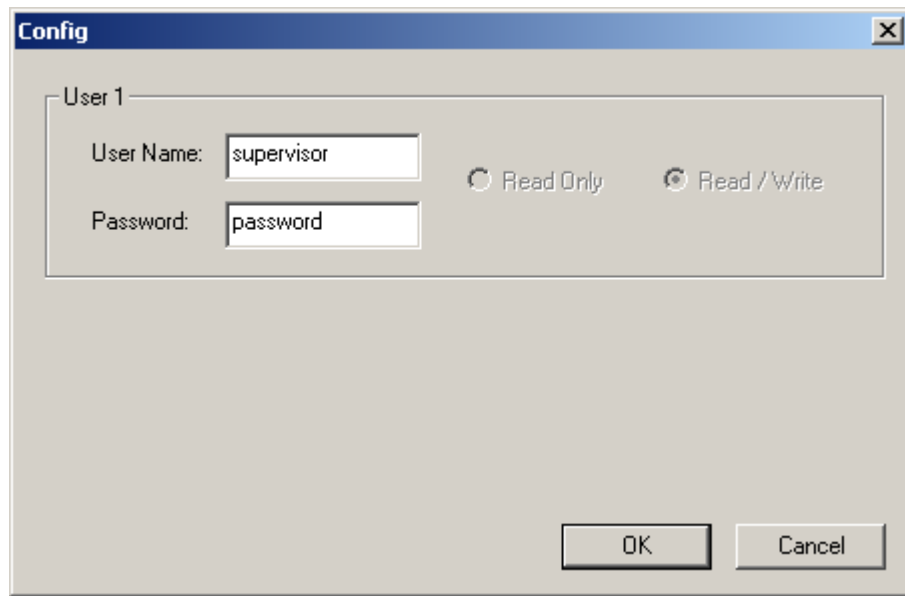 Config
User 1
User Name: supervisor
Read Only Read / Write
Password: password
OK Cancel